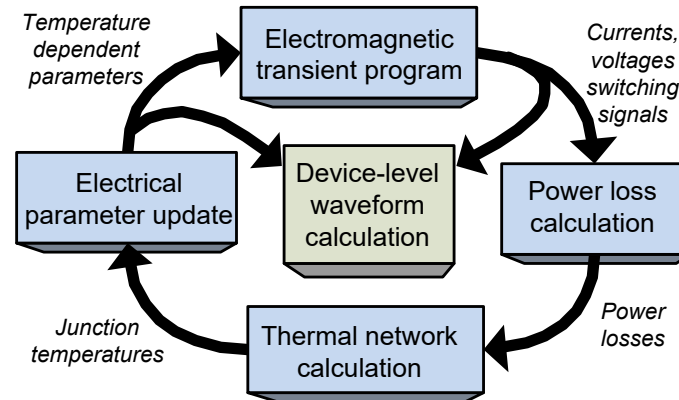 Temperature
dependent
parameters
Electromagnetic
transient program
Currents,
voltages
switching
signals
Electrical
parameter update
Device-level
waveform
calculation
Power loss
calculation
Junction
temperatures
Thermal network
calculation
Power
losses